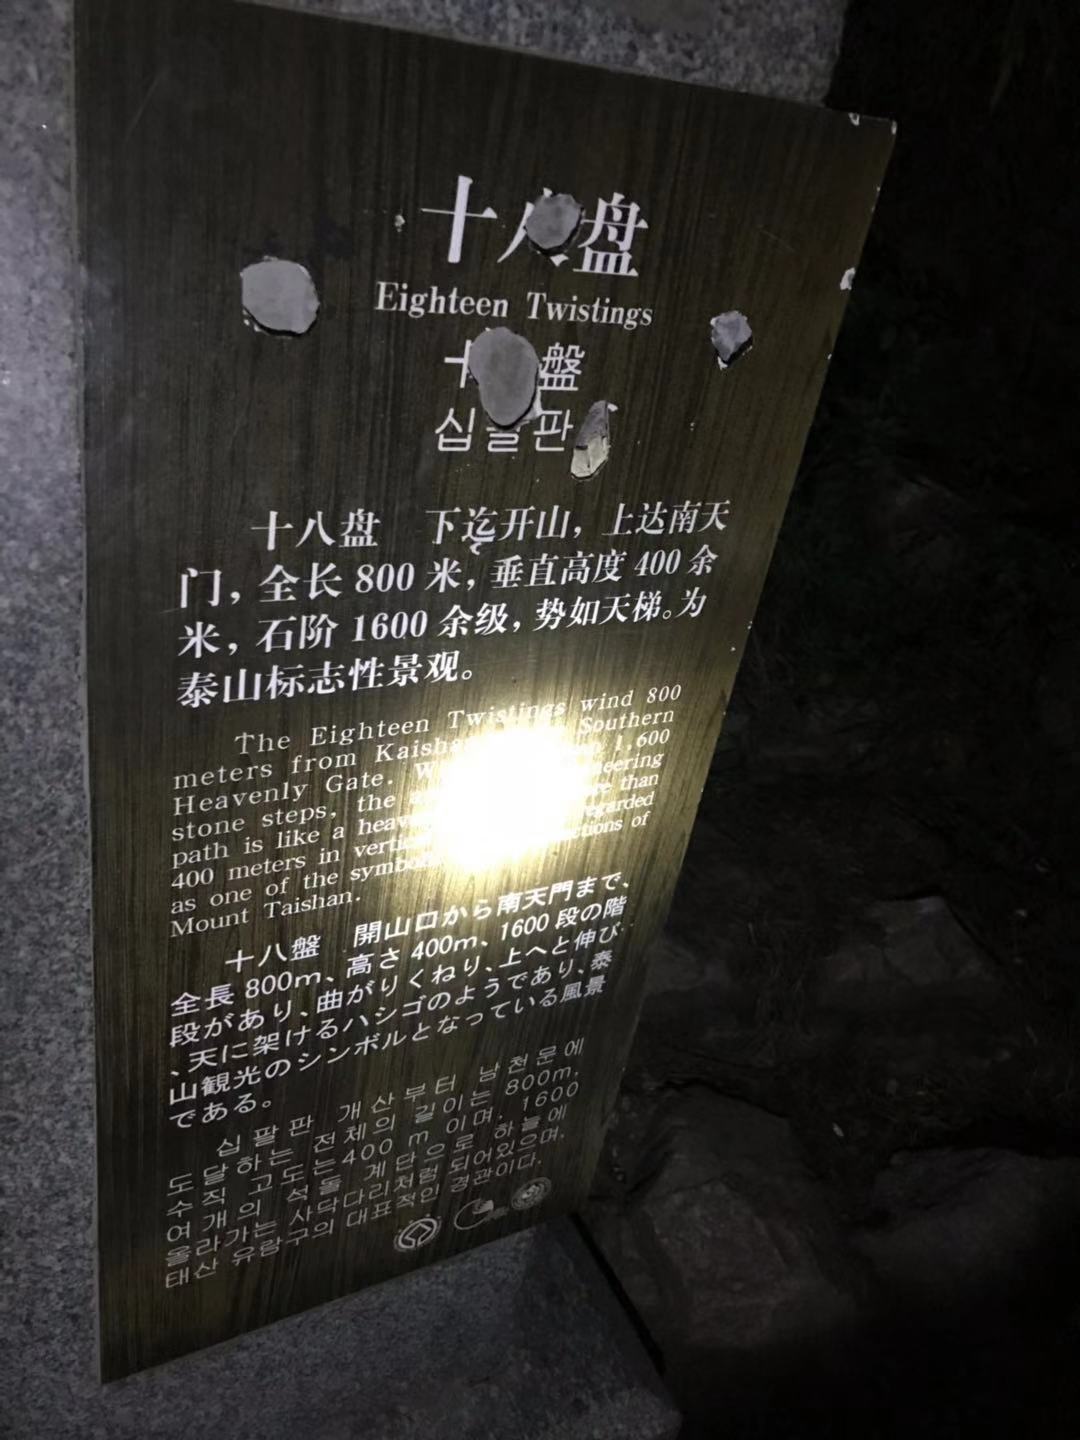 十 盘
Eighteen Twistings
盤
십팔판
十八盘 下迄开山，上达南天
门，全长 800 米，垂直高度 400 余
米，石阶 1600 余级，势如天梯。为
泰山标志性景观。
The Eighteen Twistings wind 800
meters from Southern
Heavenly Gate. 1,600
stone steps, the
path is like a than
400 meters in regarded
as one of the of
Mount Taishan.
十八盤 開山口から南天門まで、
全長 800m、高さ 400m、1600 段の階
段があり、曲がりくねり、上へと伸び
、天に架けるハシゴのようであり、泰
山観光のシンボルとなっている風景
である。
십팔판 개산부터 남천문에
도달하는 전체의 길이는 800m,
수직 고도는 400 m 이며, 1600
여개의 석돌 계단으로 하늘에
올라가는 사닥다리처럼 되어있으며,
태산 유람구의 대표적인 경관이다.